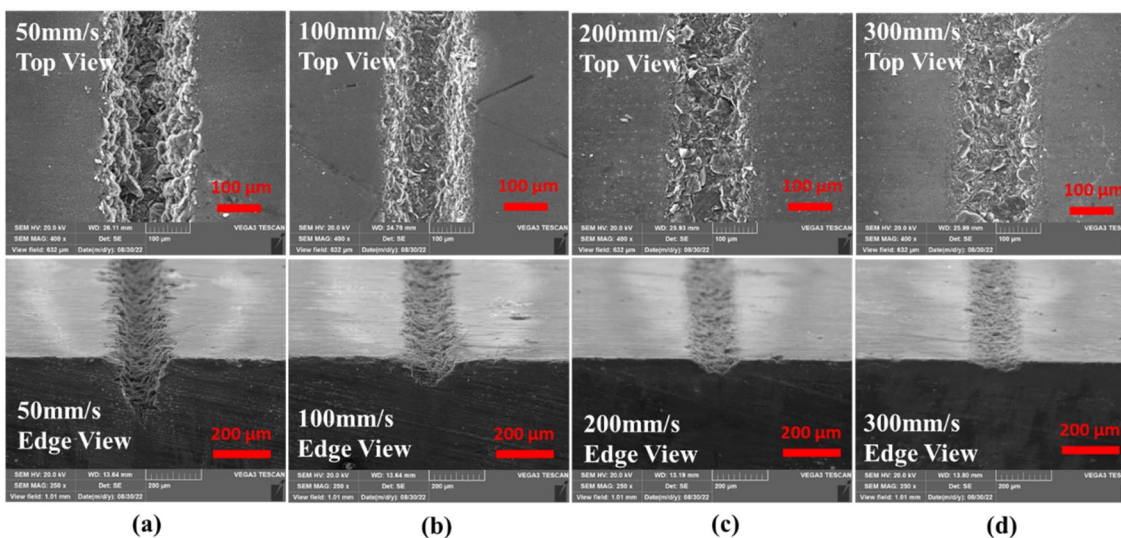 50mm/s
Top View
100 μm
SEM HV: 20.0 kV WD: 26.11 mm VEGA3 TESCAN
SEM MAG: 400 x Det: SE 100 μm
View field: 632 μm Date(m/d/y): 08/30/22
100mm/s
Top View
100 μm
SEM HV: 20.0 kV WD: 24.76 mm VEGA3 TESCAN
SEM MAG: 400 x Det: SE 100 μm
View field: 632 μm Date(m/d/y): 08/30/22
200mm/s
Top View
100 μm
SEM HV: 20.0 kV WD: 25.93 mm VEGA3 TESCAN
SEM MAG: 400 x Det: SE 100 μm
View field: 632 μm Date(m/d/y): 08/30/22
300mm/s
Top View
100 μm
SEM HV: 20.0 kV WD: 25.99 mm VEGA3 TESCAN
SEM MAG: 400 x Det: SE 100 μm
View field: 632 μm Date(m/d/y): 08/30/22
50mm/s
Edge View
200 μm
SEM HV: 20.0 kV WD: 13.64 mm VEGA3 TESCAN
SEM MAG: 250 x Det: SE 200 μm
View field: 1.01 mm Date(m/d/y): 08/30/22
100mm/s
Edge View
200 μm
SEM HV: 20.0 kV WD: 13.64 mm VEGA3 TESCAN
SEM MAG: 250 x Det: SE 200 μm
View field: 1.01 mm Date(m/d/y): 08/30/22
200mm/s
Edge View
200 μm
SEM HV: 20.0 kV WD: 13.19 mm VEGA3 TESCAN
SEM MAG: 250 x Det: SE 200 μm
View field: 1.01 mm Date(m/d/y): 08/30/22
300mm/s
Edge View
200 μm
SEM HV: 20.0 kV WD: 13.80 mm VEGA3 TESCAN
SEM MAG: 250 x Det: SE 200 μm
View field: 1.01 mm Date(m/d/y): 08/30/22
(a)
(b)
(c)
(d)